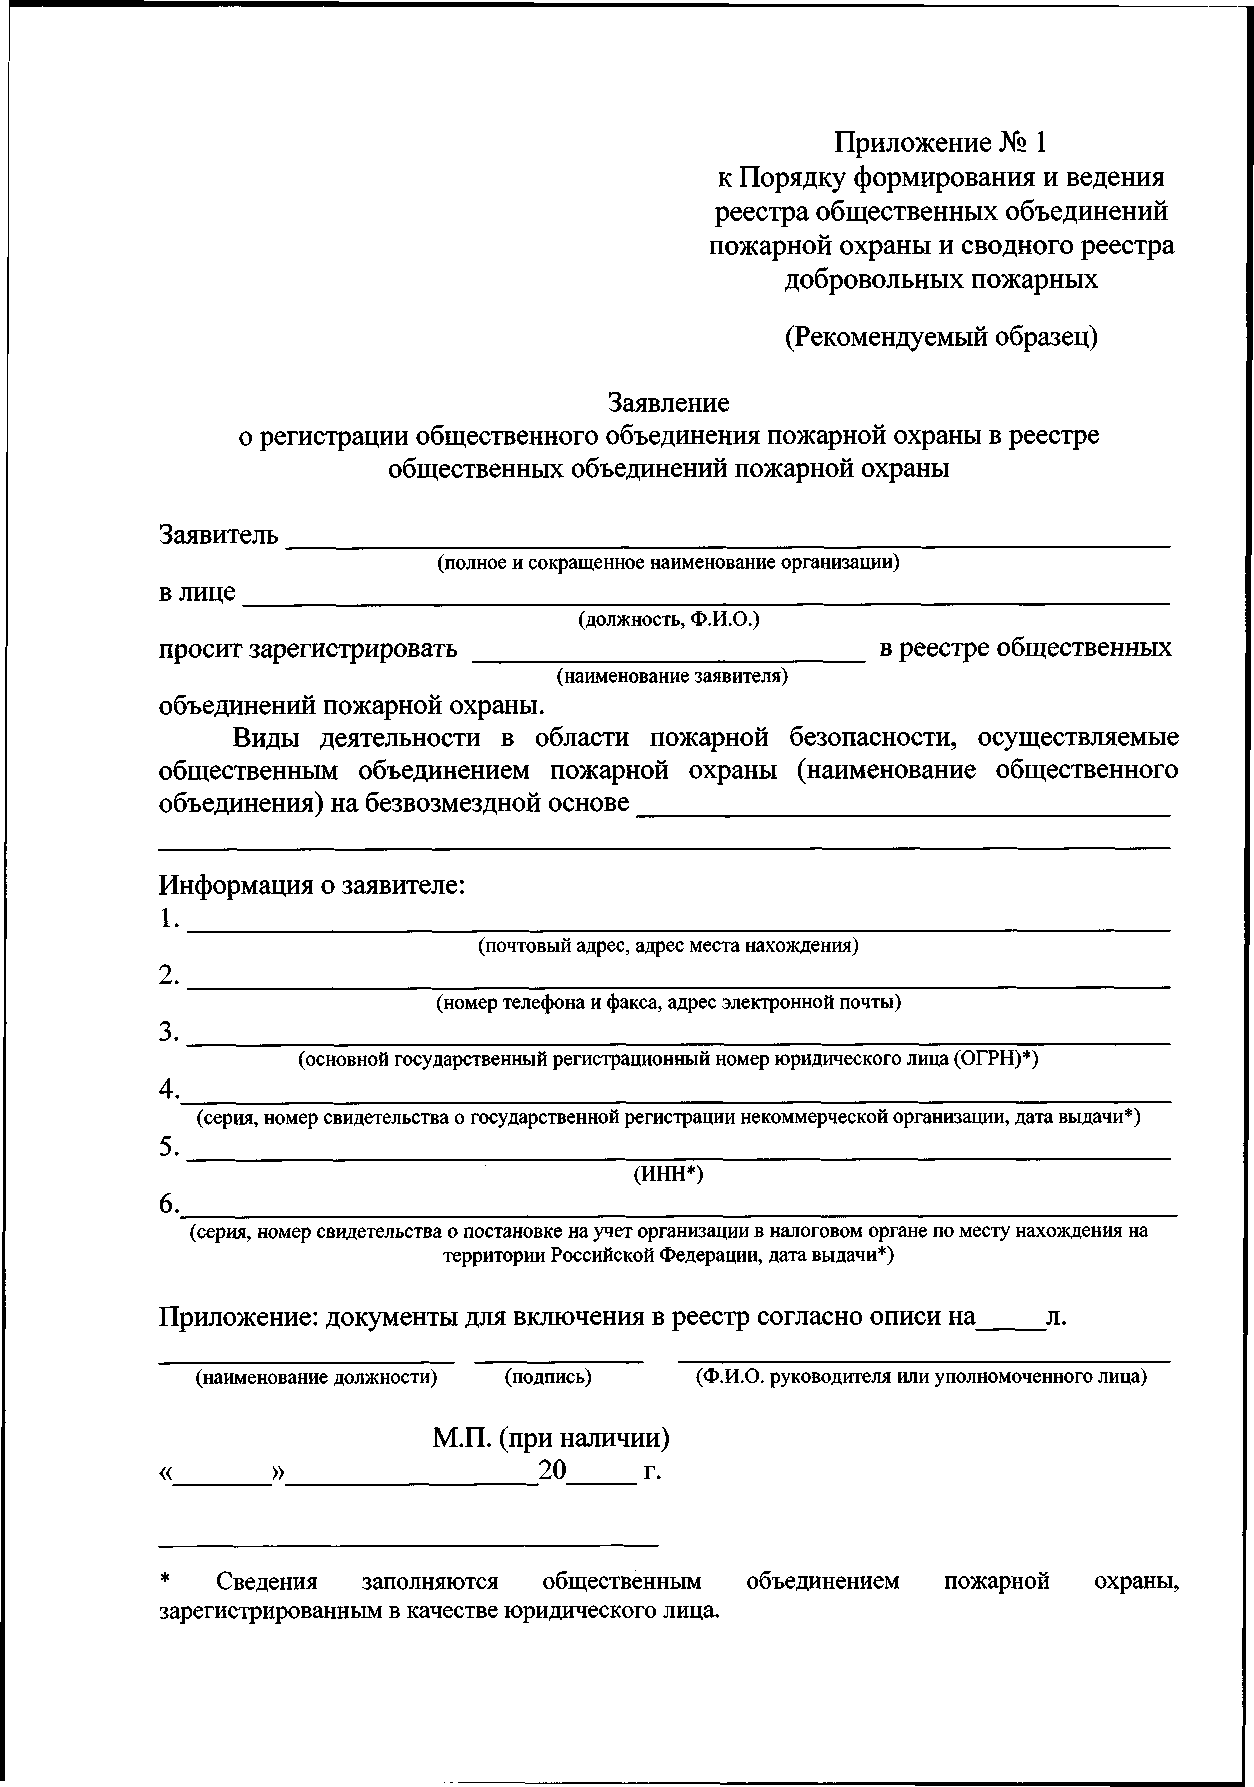 Приложение № 1
к Порядку формирования и ведения
реестра общественных объединений
пожарной охраны и сводного реестра
добровольных пожарных
(Рекомендуемый образец)
Заявление
о регистрации общественного объединения пожарной охраны в реестре
общественных объединений пожарной охраны
Заявитель
(полное и сокращенное наименование организации)
в лице
(должность, Ф.И.О.)
просит зарегистрировать ____ в реестре общественных
(наименование заявителя)
объединений пожарной охраны.
Виды деятельности в области пожарной безопасности, осуществляемые
общественным объединением пожарной охраны (наименование общественного
объединения) на безвозмездной основе
Информация о заявителе:
1.
(почтовый адрес, адрес места нахождения)
2.
(номер телефона и факса, адрес электронной почты)
3.
(основной государственный регистрационный номер юридического лица (ОГРН)*)
4.
(серия, номер свидетельства о государственной регистрации некоммерческой организации, дата выдачи*)
5.
(ИНН*)
6.
(серия, номер свидетельства о постановке на учет организации в налоговом органе по месту нахождения на
территории Российской Федерации, дата выдачи*)
Приложение: документы для включения в реестр согласно описи на_____л.
(наименование должности) (подпись) (Ф.И.О. руководителя или уполномоченного лица)
М.П. (при наличии)
«_______»__________________20_____ г.
* Сведения заполняются общественным объединением пожарной охраны,
зарегистрированным в качестве юридического лица.